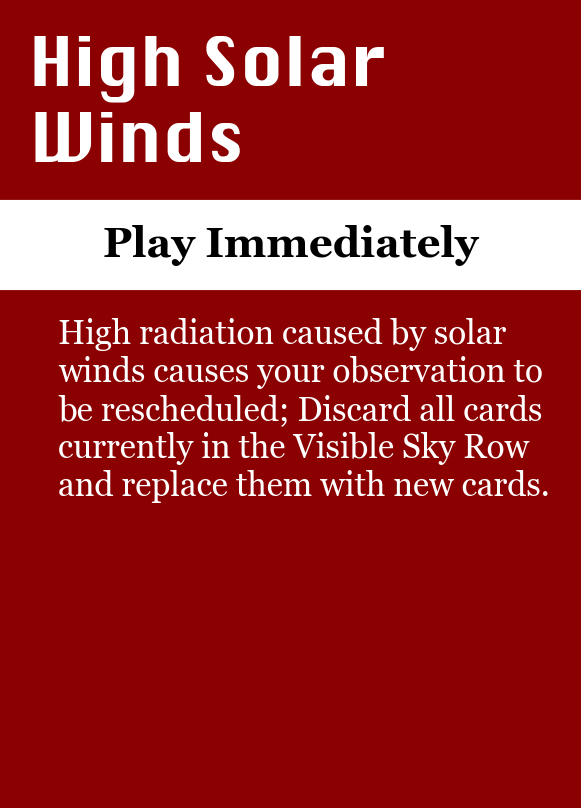 High Solar
Winds
Play Immediately
High radiation caused by solar
winds causes your observation to
be rescheduled; Discard all cards
currently in the Visible Sky Row
and replace them with new cards.